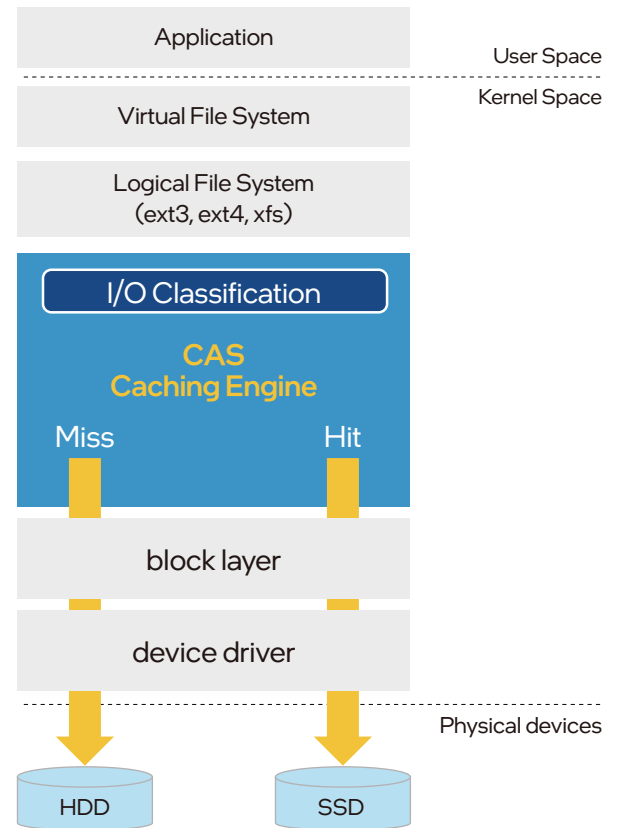 Application
User Space
Kernel Space
Virtual File System
Logical File System
(ext3, ext4, xfs)
I/O Classification
CAS
Caching Engine
Miss
Hit
block layer
device driver
Physical devices
HDD
SSD